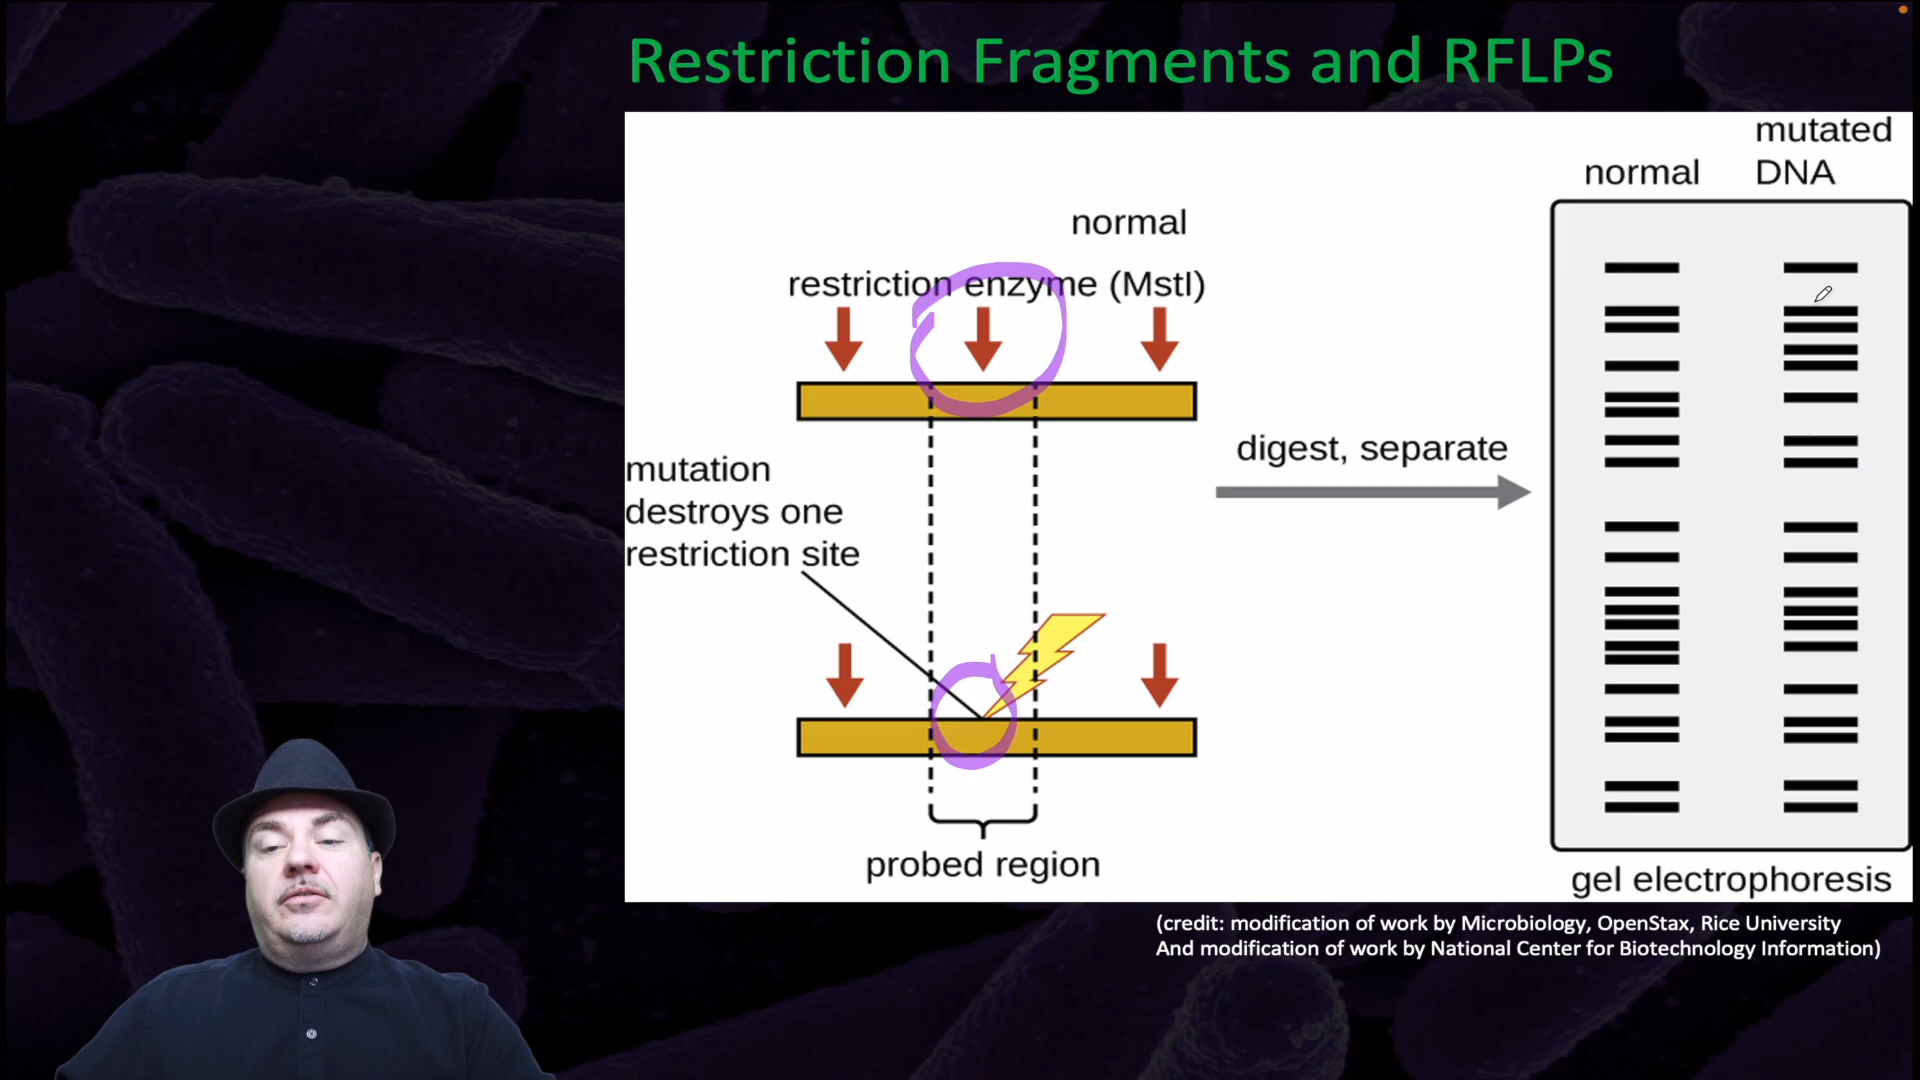 Restriction Fragments and RFLPs
normal
restriction enzyme (MstI)
mutation
destroys one
restriction site
probed region
digest, separate
normal
mutated
DNA
gel electrophoresis
(credit: modification of work by Microbiology, OpenStax, Rice University
And modification of work by National Center for Biotechnology Information)